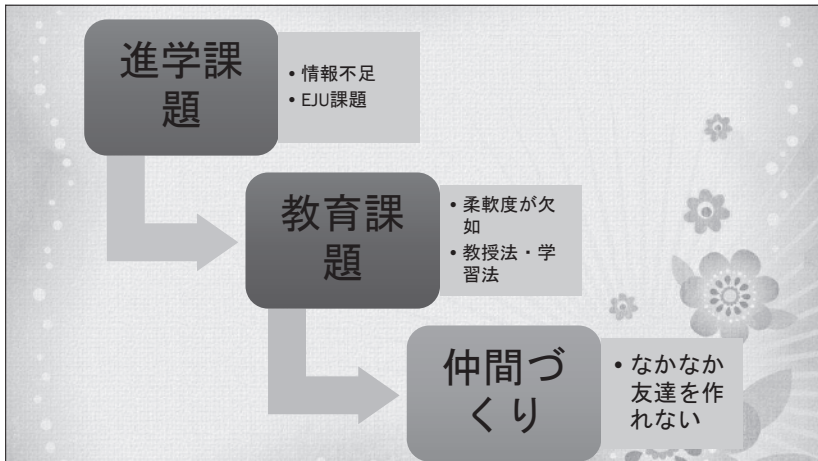 進学課
題
• 情報不足
• EJU課題
教育課
題
• 柔軟度が欠
如
• 教授法・学
習法
仲間づ
くり
• なかなか
友達を作
れない